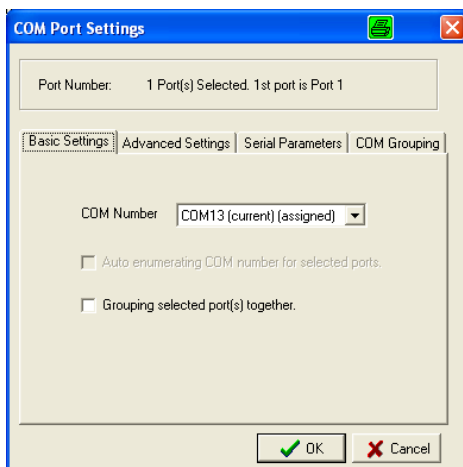 COM Port Settings
Port Number: 1 Port(s) Selected. 1st port is Port 1
Basic Settings Advanced Settings Serial Parameters COM Grouping
COM Number COM13 (current) (assigned)
Auto enumerating COM number for selected ports.
Grouping selected port(s) together.
OK Cancel